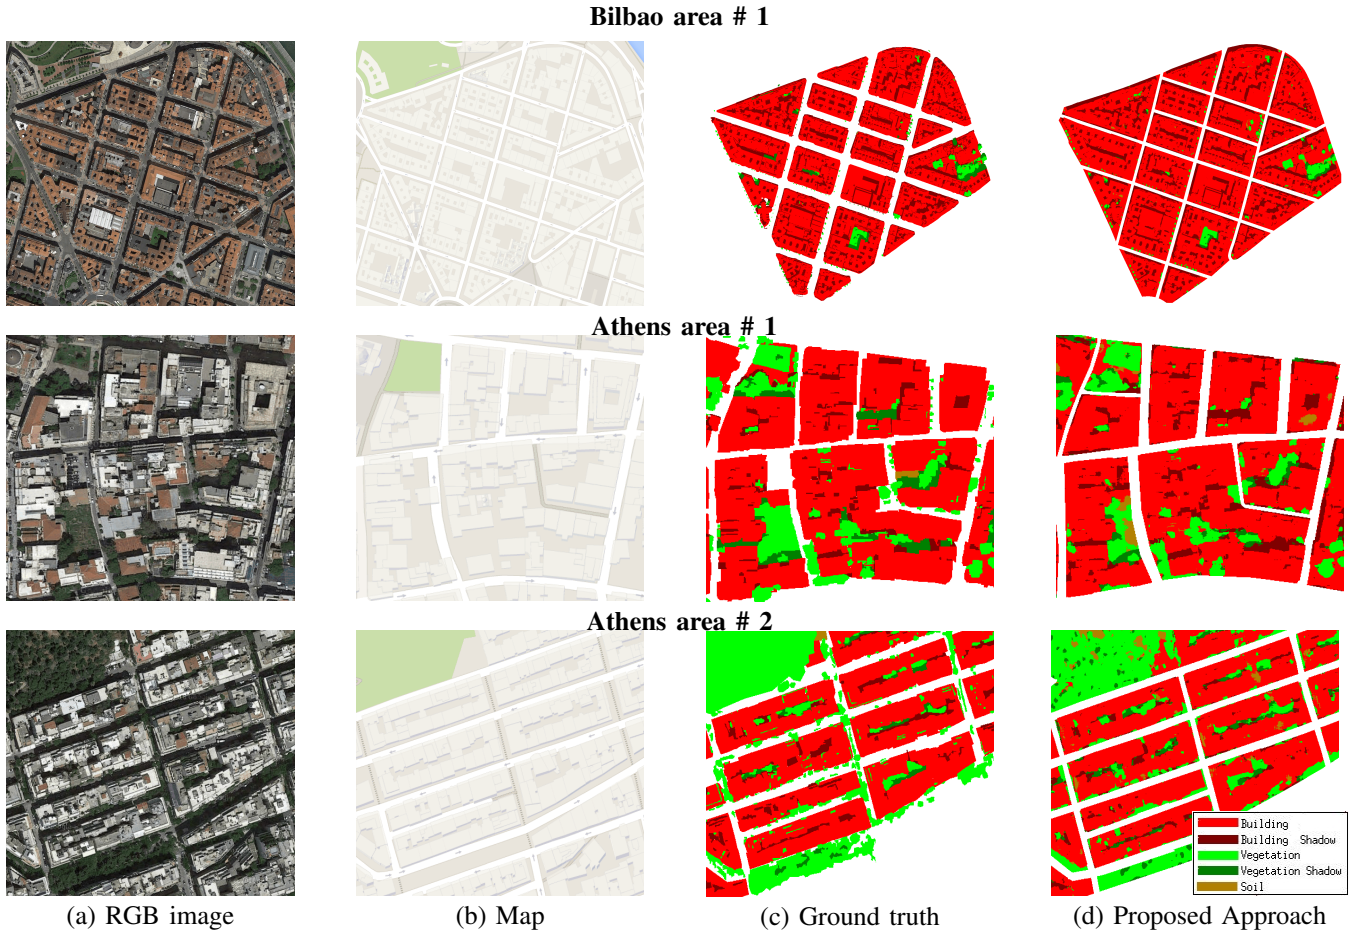 Bilbao area # 1
Athens area # 1
Athens area # 2
Building
Building Shadow
Vegetation
Vegetation Shadow
Soil
(a) RGB image
(b) Map
(c) Ground truth
(d) Proposed Approach